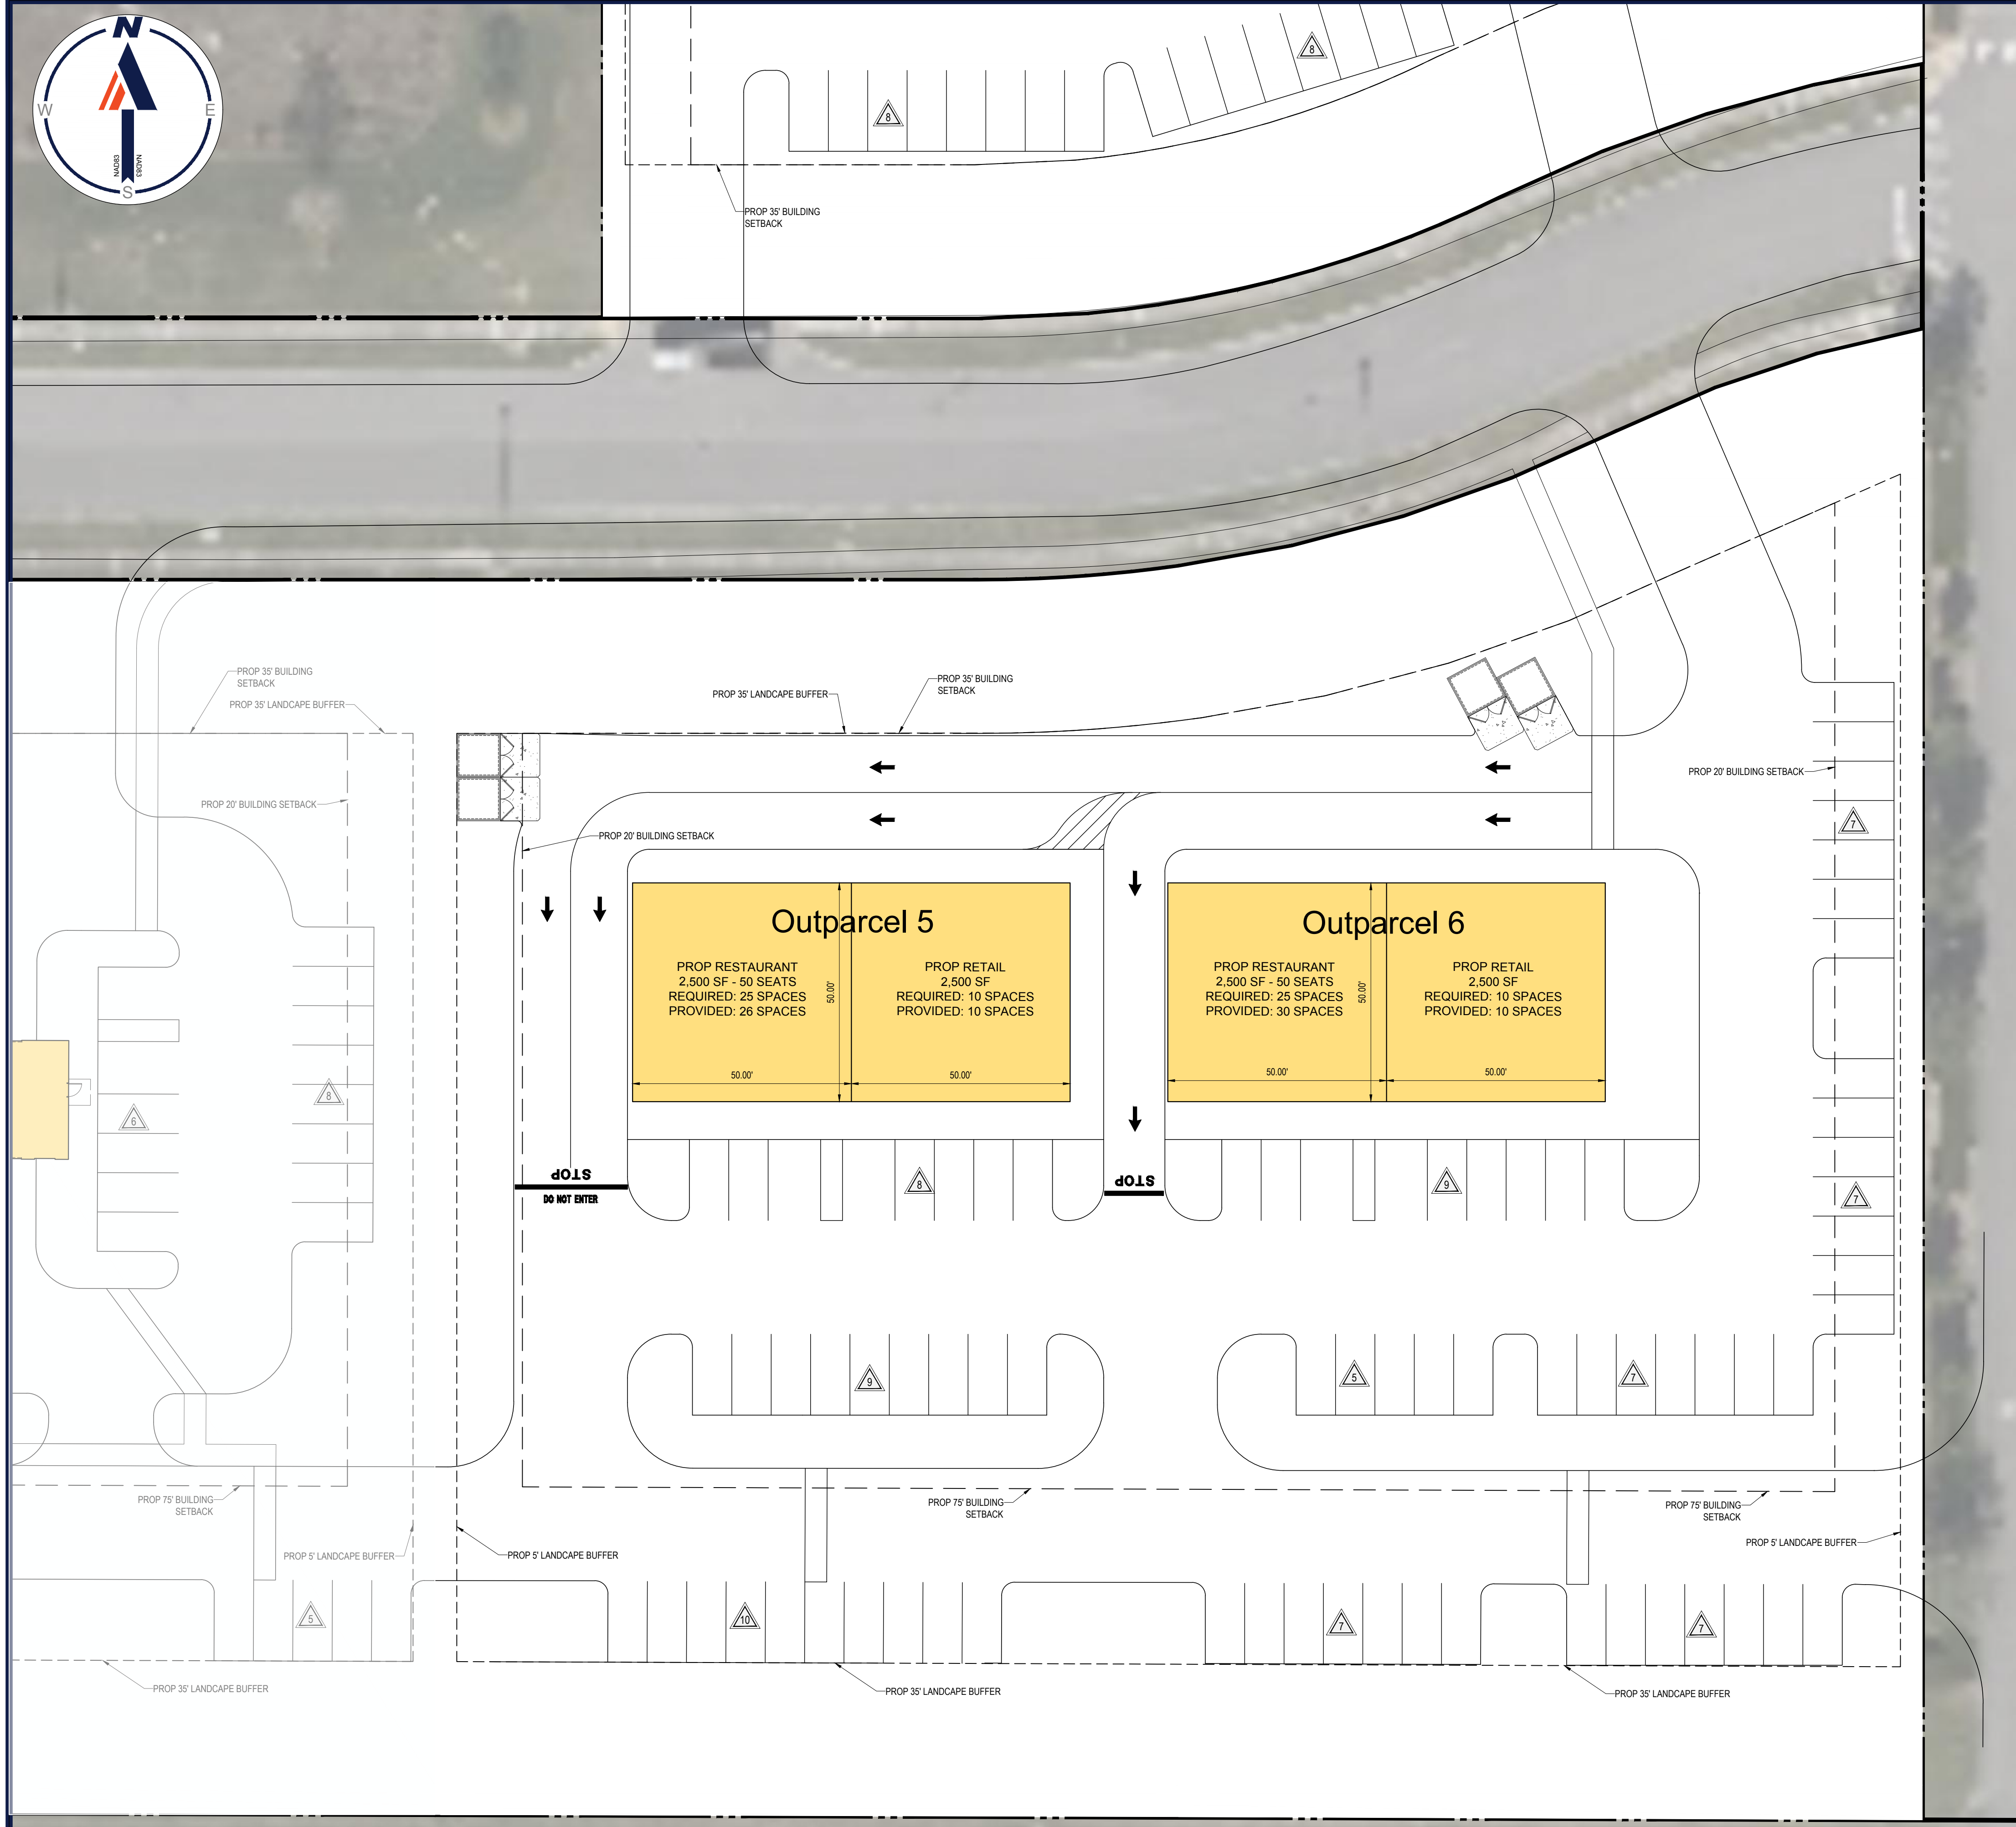 N
W
E
NAD83
NAD83
S
8
8
PROP 35' BUILDING
SETBACK
PROP 35' BUILDING
SETBACK
PROP 35' LANDCAPE BUFFER
PROP 35' BUILDING
SETBACK
PROP 35' LANDCAPE BUFFER
PROP 20' BUILDING SETBACK
PROP 20' BUILDING SETBACK
PROP 20' BUILDING SETBACK
7
Outparcel 5
PROP RESTAURANT
2,500 SF - 50 SEATS
REQUIRED: 25 SPACES
PROVIDED: 26 SPACES
50.00'
PROP RETAIL
2,500 SF
REQUIRED: 10 SPACES
PROVIDED: 10 SPACES
50.00'
50.00'
Outparcel 6
PROP RESTAURANT
2,500 SF - 50 SEATS
REQUIRED: 25 SPACES
PROVIDED: 30 SPACES
50.00'
PROP RETAIL
2,500 SF
REQUIRED: 10 SPACES
PROVIDED: 10 SPACES
50.00'
50.00'
8
6
STOP
DO NOT ENTER
8
STOP
9
7
9
5
7
PROP 75' BUILDING
SETBACK
PROP 75' BUILDING
SETBACK
PROP 75' BUILDING
SETBACK
PROP 5' LANDCAPE BUFFER
PROP 5' LANDCAPE BUFFER
PROP 5' LANDCAPE BUFFER
5
10
7
7
PROP 35' LANDCAPE BUFFER
PROP 35' LANDCAPE BUFFER
PROP 35' LANDCAPE BUFFER